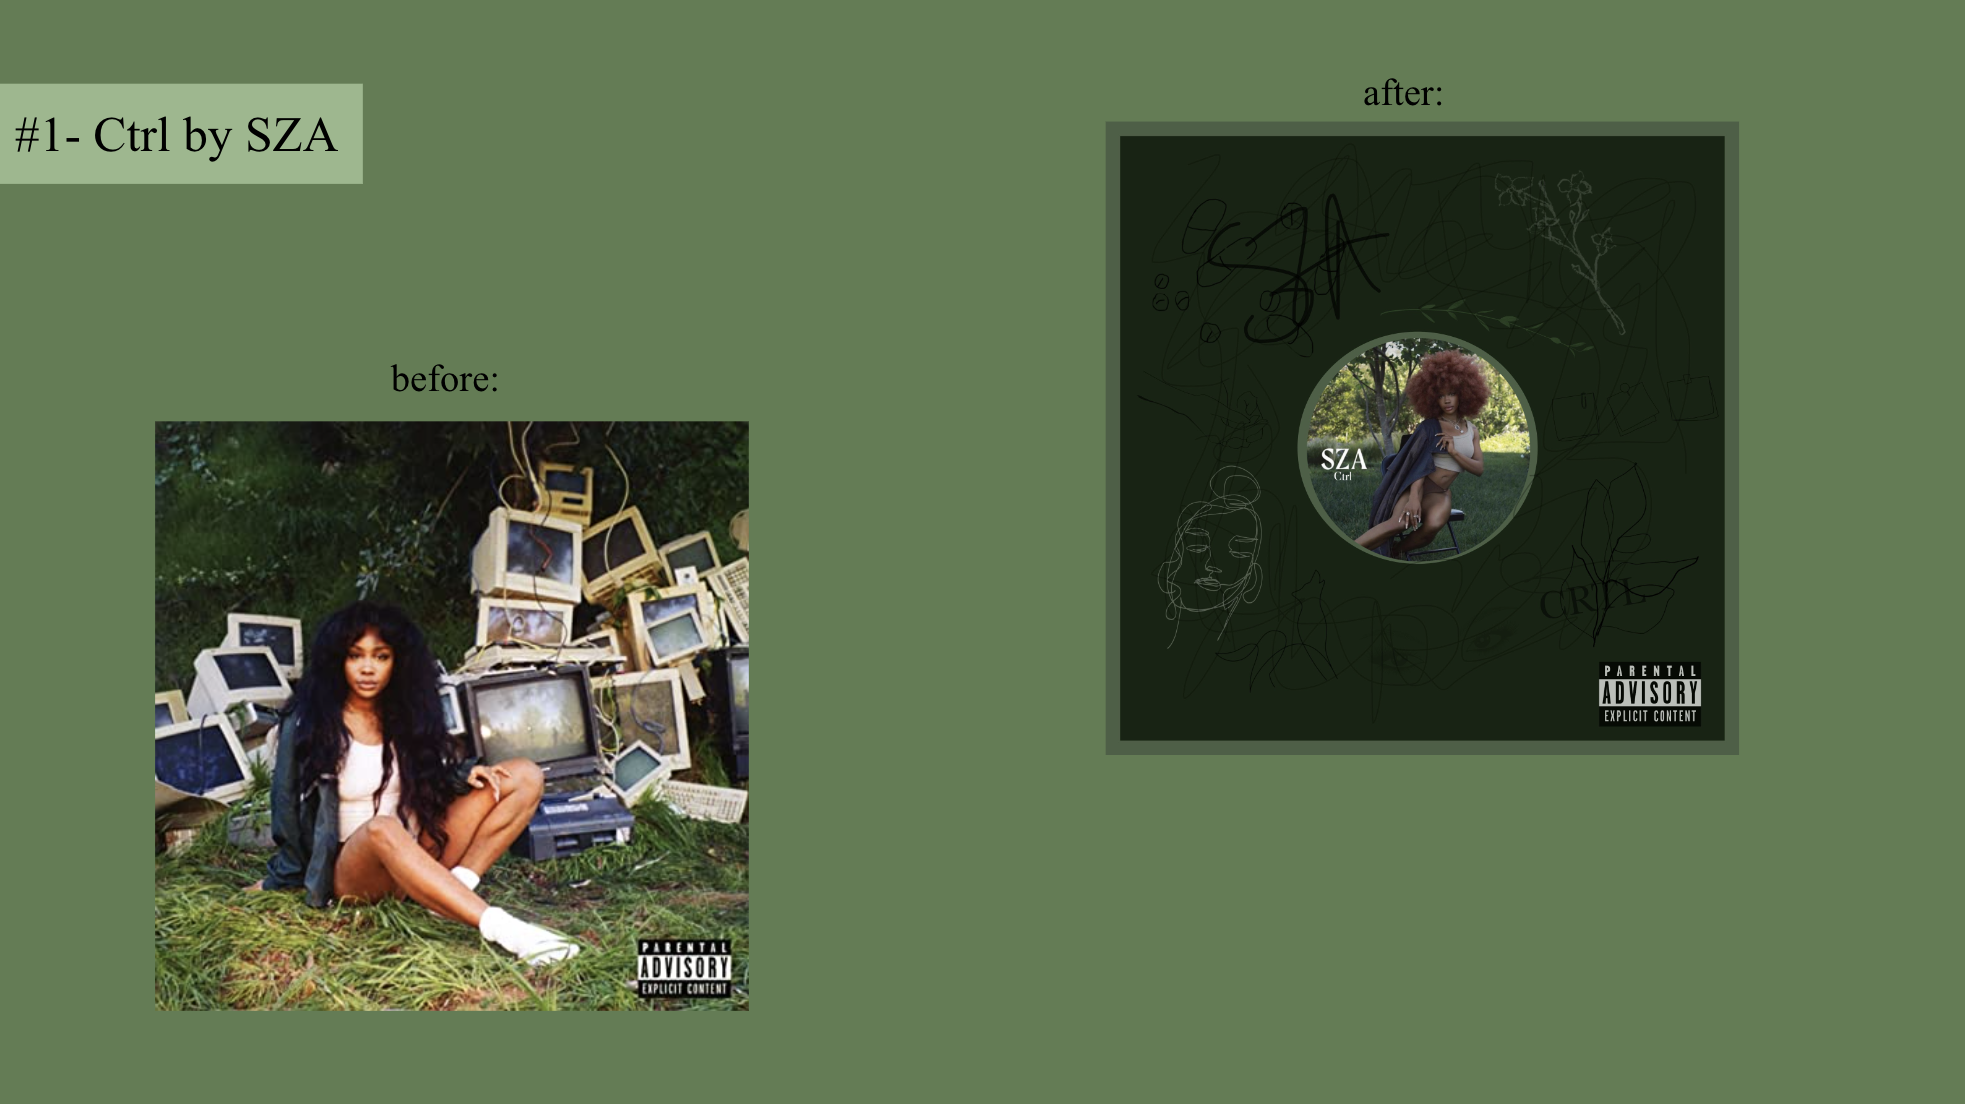 #1- Ctrl by SZA
before:
PARENTAL
ADVISORY
EXPLICIT CONTENT
after:
SZA
SZA
Ctrl
CRTL
PARENTAL
ADVISORY
EXPLICIT CONTENT